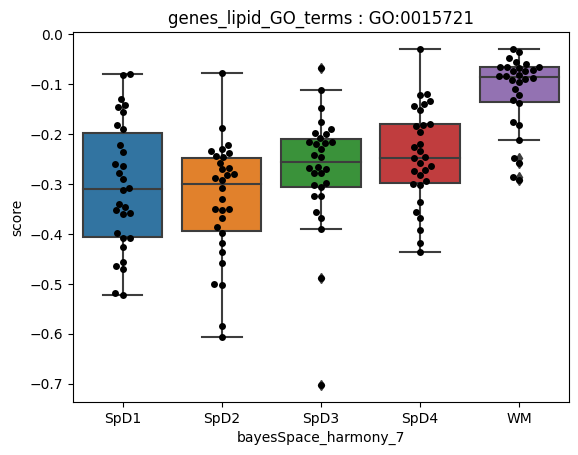 genes_lipid_GO_terms : GO:0015721
0.0
−0.1
−0.2
−0.3
−0.4
−0.5
−0.6
−0.7
score
SpD1 SpD2 SpD3 SpD4 WM
bayesSpace_harmony_7